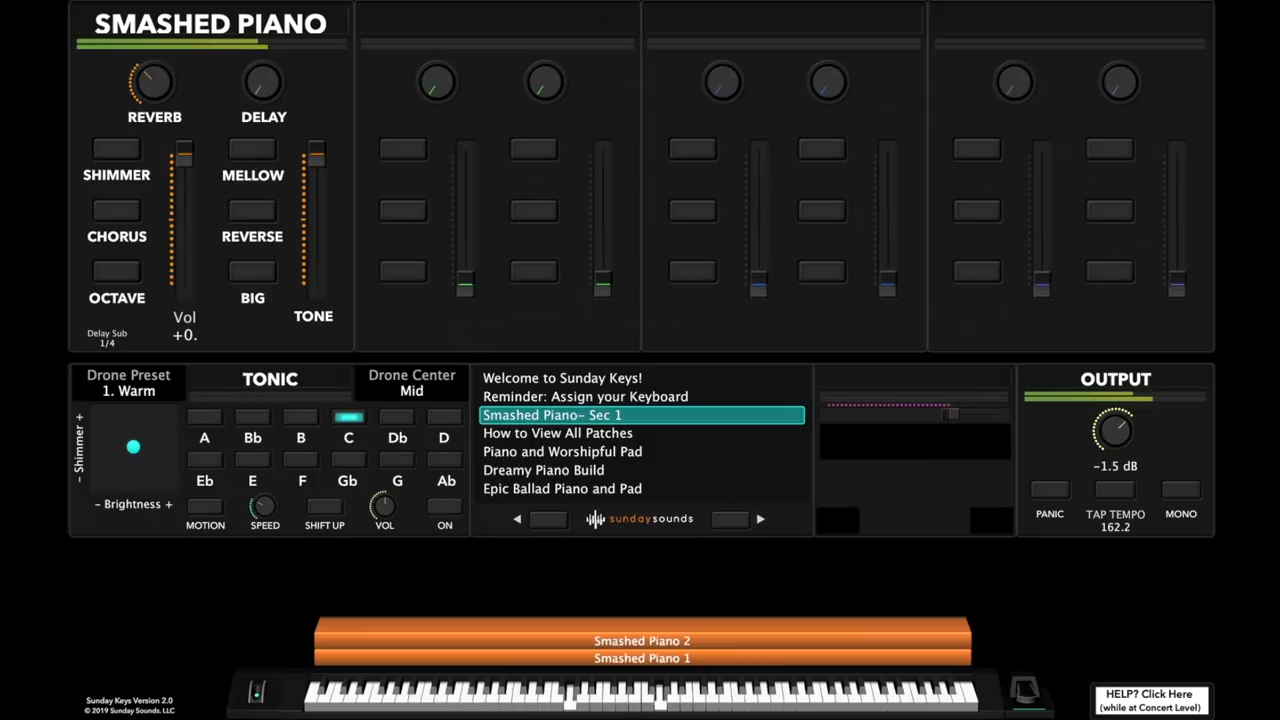 SMASHED PIANO
REVERB
DELAY
SHIMMER
MELLOW
CHORUS
REVERSE
OCTAVE
BIG
Delay Sub
1/4
Vol
+0.
TONE
Drone Preset
1. Warm
TONIC
Drone Center
Mid
- Shimmer +
A
Bb
B
C
Db
D
Eb
E
F
Gb
G
Ab
- Brightness +
MOTION
SPEED
SHIFT UP
VOL
ON
Welcome to Sunday Keys!
Reminder: Assign your Keyboard
Smashed Piano- Sec 1
How to View All Patches
Piano and Worshipful Pad
Dreamy Piano Build
Epic Ballad Piano and Pad
sundaysounds
OUTPUT
-1.5 dB
PANIC
TAP TEMPO
162.2
MONO
Smashed Piano 2
Smashed Piano 1
Sunday Keys Version 2.0
© 2019 Sunday Sounds. LLC
HELP? Click Here
(while at Concert Level)